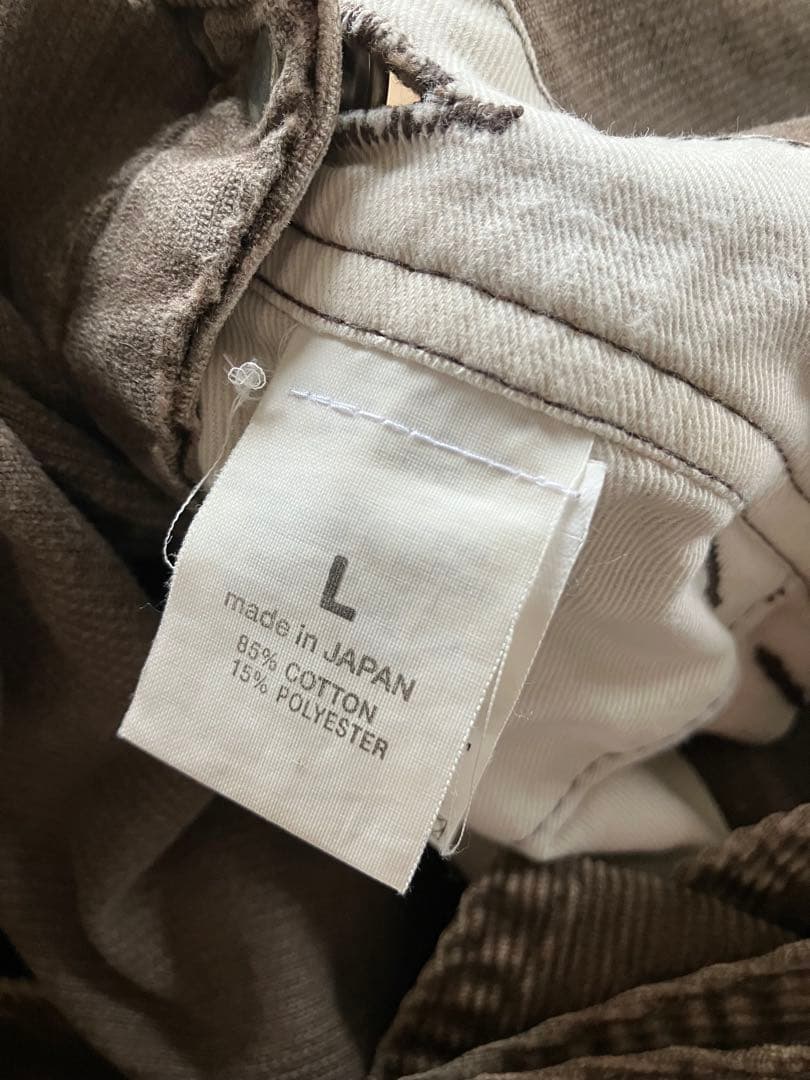 L
made in JAPAN
85% COTTON
15% POLYESTER